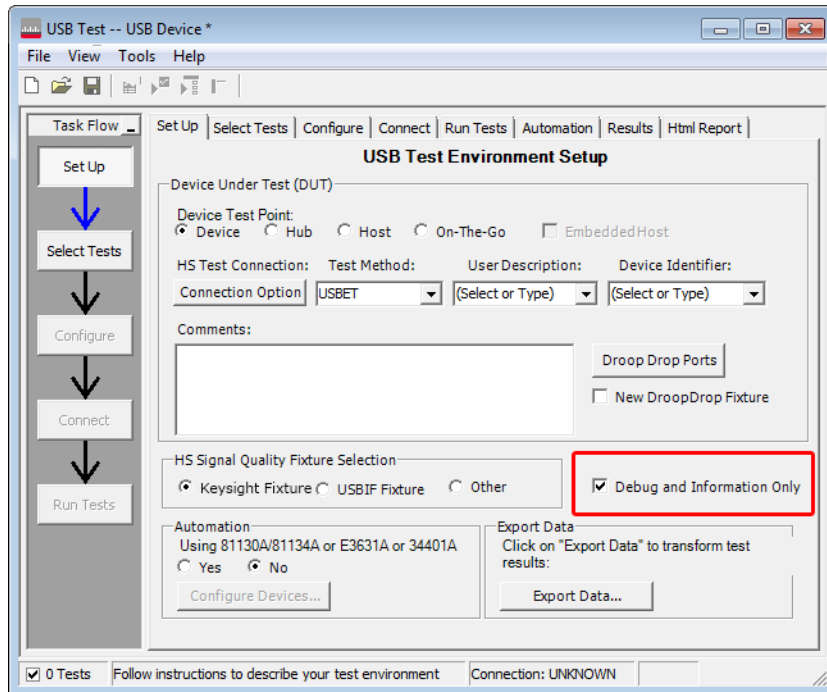 USB Test -- USB Device *
File View Tools Help
Task Flow
Set Up Select Tests Configure Connect Run Tests Automation Results Html Report
Set Up
Select Tests
Configure
Connect
Run Tests
USB Test Environment Setup
Device Under Test (DUT)
Device Test Point:
Device Hub Host On-The-Go EmbeddedHost
HS Test Connection: Test Method: User Description: Device Identifier:
Connection Option USBET (Select or Type) (Select or Type)
Comments:
Droop Drop Ports
New DroopDrop Fixture
HS Signal Quality Fixture Selection
Keysight Fixture USBIF Fixture Other
Debug and Information Only
Automation
Using 81130A/81134A or E3631A or 34401A
Yes No
Configure Devices...
Export Data
Click on "Export Data" to transform test
results:
Export Data...
0 Tests Follow instructions to describe your test environment Connection: UNKNOWN